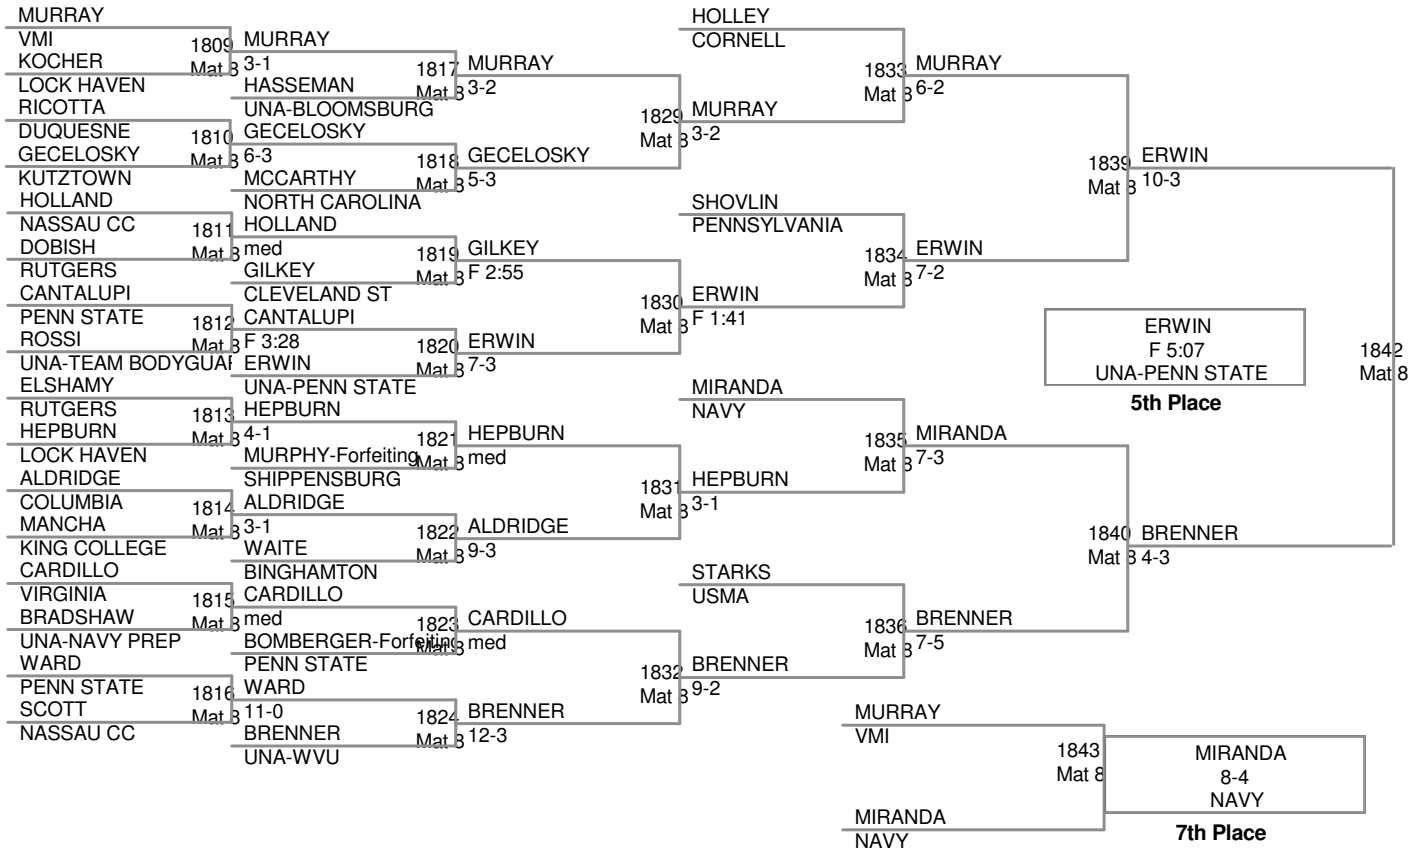 MURRAY
VMI
KOCHER
LOCK HAVEN
RICOTTA
DUQUESNE
GECELOSKY
KUTZTOWN
HOLLAND
NASSAU CC
DOBISH
RUTGERS
CANTALUPI
PENN STATE
ROSSI
UNA-TEAM BODYGUAR
ELSHAMY
RUTGERS
HEPBURN
LOCK HAVEN
ALDRIDGE
COLUMBIA
MANCHA
KING COLLEGE
CARDILLO
VIRGINIA
BRADSHAW
UNA-NAVY PREP
WARD
PENN STATE
SCOTT
NASSAU CC
1809
Mat 8
1810
Mat 8
1811
Mat 8
1812
Mat 8
1813
Mat 8
1814
Mat 8
1815
Mat 8
1816
Mat 8
MURRAY
3-1
HASSEMAN
UNA-BLOOMSBURG
GECELOSKY
6-3
MCCARTHY
NORTH CAROLINA
HOLLAND
med
GILKEY
CLEVELAND ST
CANTALUPI
F 3:28
ERWIN
UNA-PENN STATE
HEPBURN
4-1
MURPHY-Forfeiting
SHIPPENSBURG
ALDRIDGE
3-1
WAITE
BINGHAMTON
CARDILLO
med
BOMBERGER-Forfeiting
PENN STATE
WARD
11-0
BRENNER
UNA-WVU
1817
Mat 8
1818
Mat 8
1819
Mat 8
1820
Mat 8
1821
Mat 8
1822
Mat 8
1823
Mat 8
1824
Mat 8
MURRAY
3-2
GECELOSKY
5-3
GILKEY
F 2:55
ERWIN
7-3
HEPBURN
med
ALDRIDGE
9-3
CARDILLO
med
BRENNER
12-3
1829
Mat 8
1830
Mat 8
1831
Mat 8
1832
Mat 8
HOLLEY
CORNELL
MURRAY
3-2
SHOVLIN
PENNSYLVANIA
ERWIN
F 1:41
MIRANDA
NAVY
HEPBURN
3-1
STARKS
USMA
BRENNER
9-2
1833
Mat 8
1834
Mat 8
1835
Mat 8
1836
Mat 8
MURRAY
6-2
ERWIN
7-2
MIRANDA
7-3
BRENNER
7-5
1839
Mat 8
1840
Mat 8
ERWIN
10-3
BRENNER
4-3
1842
Mat 8
ERWIN
F 5:07
UNA-PENN STATE
5th Place
MURRAY
VMI
MIRANDA
NAVY
1843
Mat 8
MIRANDA
8-4
NAVY
7th Place